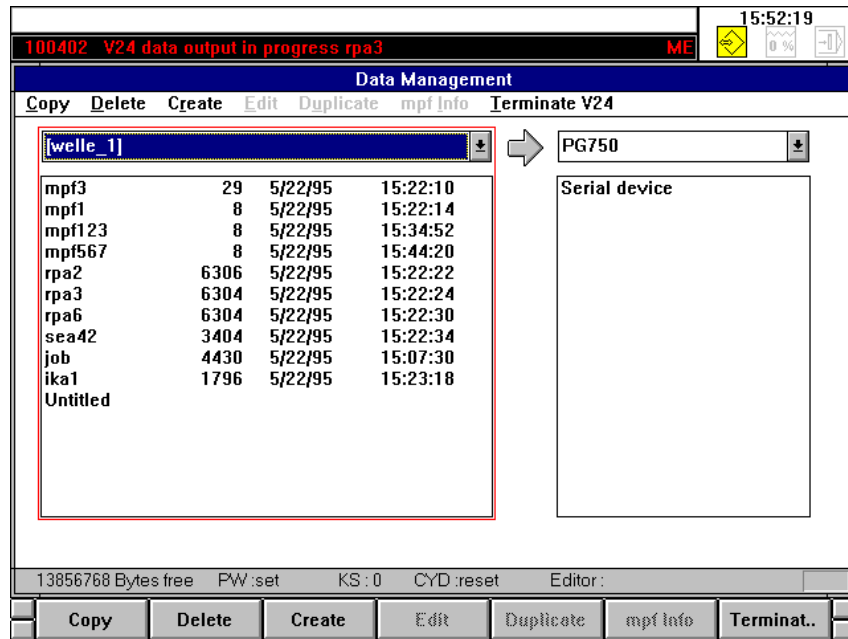 15:52:19
100402 V24 data output in progress rpa3 ME
0 %
Data Management
Copy Delete Create Edit Duplicate mpf Info Terminate V24
[welle_1] PG750
mpf3 29 5/22/95 15:22:10 Serial device
mpf1 8 5/22/95 15:22:14
mpf123 8 5/22/95 15:34:52
mpf567 8 5/22/95 15:44:20
rpa2 6306 5/22/95 15:22:22
rpa3 6304 5/22/95 15:22:24
rpa6 6304 5/22/95 15:22:30
sea42 3404 5/22/95 15:22:34
job 4430 5/22/95 15:07:30
ika1 1796 5/22/95 15:23:18
Untitled
13856768 Bytes free PW :set KS : 0 CYD :reset Editor :
Copy Delete Create Edit Duplicate mpf Info Terminat..